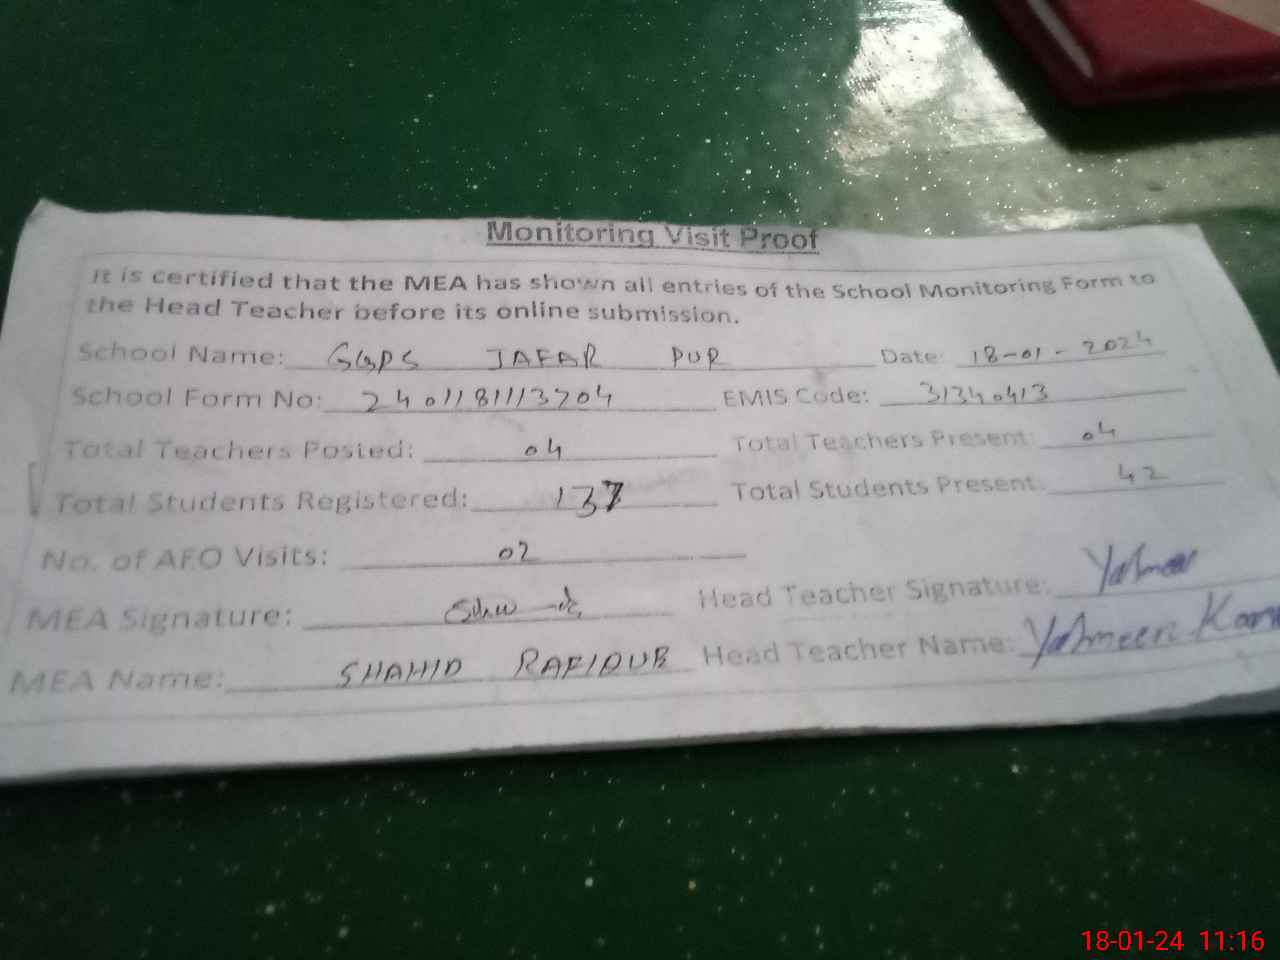 Monitoring Visit Proof
It is certified that the MEA has shown all entries of the School Monitoring Form to
the Head Teacher before its online submission.
School Name: GGPS JAFAR PUR Date: 18-01-2024
School Form No: 2401181113704 EMIS Code: 31340413
Total Teachers Posted: 04 Total Teachers Present: 04
Total Students Registered: 137 Total Students Present: 42
No. of AFO Visits: 02
MEA Signature: Head Teacher Signature:
MEA Name: SHAHID Head Teacher Name: Yasmeen
18-01-24 11:16